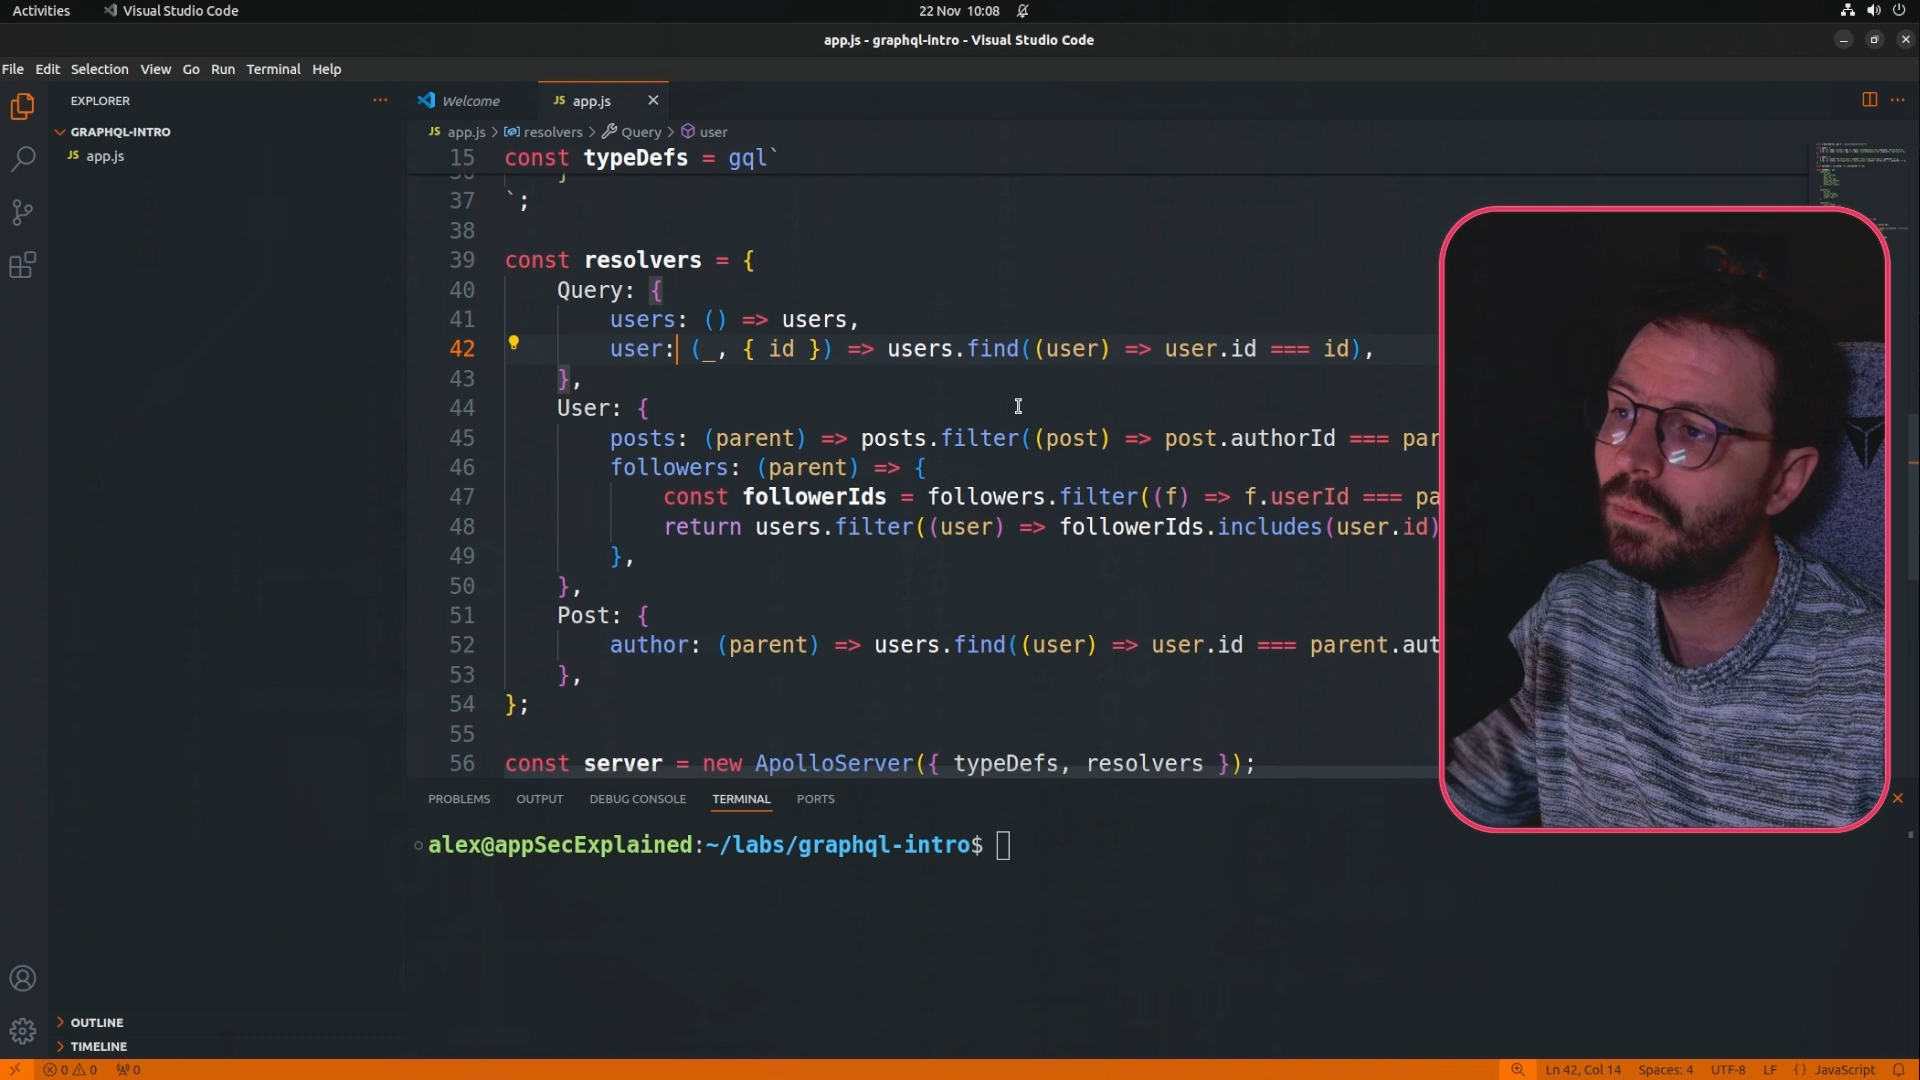 Activities Visual Studio Code 22 Nov 10:08
app.js - graphql-intro - Visual Studio Code
File Edit Selection View Go Run Terminal Help
EXPLORER ··· Welcome JS app.js
GRAPHQL-INTRO
JS app.js
JS app.js > resolvers > Query > user
15 const typeDefs = gql`
37 `;
38
39 const resolvers = {
40 Query: {
41 users: () => users,
42 user: (_, { id }) => users.find((user) => user.id === id),
43 },
44 User: {
45 posts: (parent) => posts.filter((post) => post.authorId === par
46 followers: (parent) => {
47 const followerIds = followers.filter((f) => f.userId === pa
48 return users.filter((user) => followerIds.includes(user.id)
49 },
50 },
51 Post: {
52 author: (parent) => users.find((user) => user.id === parent.aut
53 },
54 };
55
56 const server = new ApolloServer({ typeDefs, resolvers });
PROBLEMS OUTPUT DEBUG CONSOLE TERMINAL PORTS
alex@appSecExplained:~/labs/graphql-intro$
OUTLINE
TIMELINE
0 0 0 Ln 42, Col 14 Spaces: 4 UTF-8 LF {} JavaScript